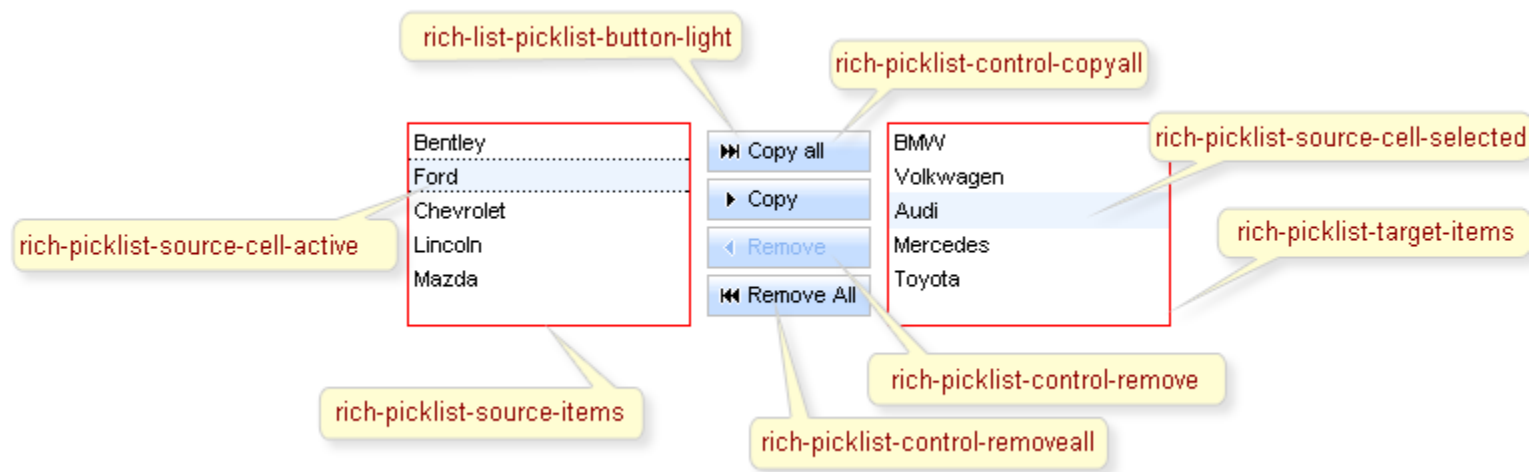 rich-list-picklist-button-light
rich-picklist-control-copyall
Bentley
Ford
Chevrolet
Lincoln
Mazda
Copy all
Copy
Remove
Remove All
BMW
Volkwagen
Audi
Mercedes
Toyota
rich-picklist-source-cell-selected
rich-picklist-source-cell-active
rich-picklist-target-items
rich-picklist-control-remove
rich-picklist-source-items
rich-picklist-control-removeall